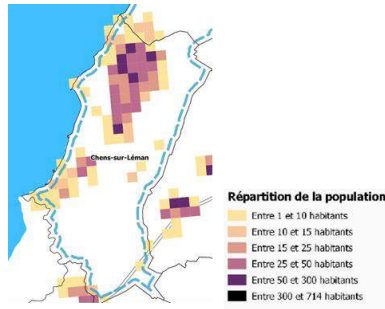 Chens-sur-Léman
Répartition de la population
Entre 1 et 10 habitants
Entre 10 et 15 habitants
Entre 15 et 25 habitants
Entre 25 et 50 habitants
Entre 50 et 300 habitants
Entre 300 et 714 habitants